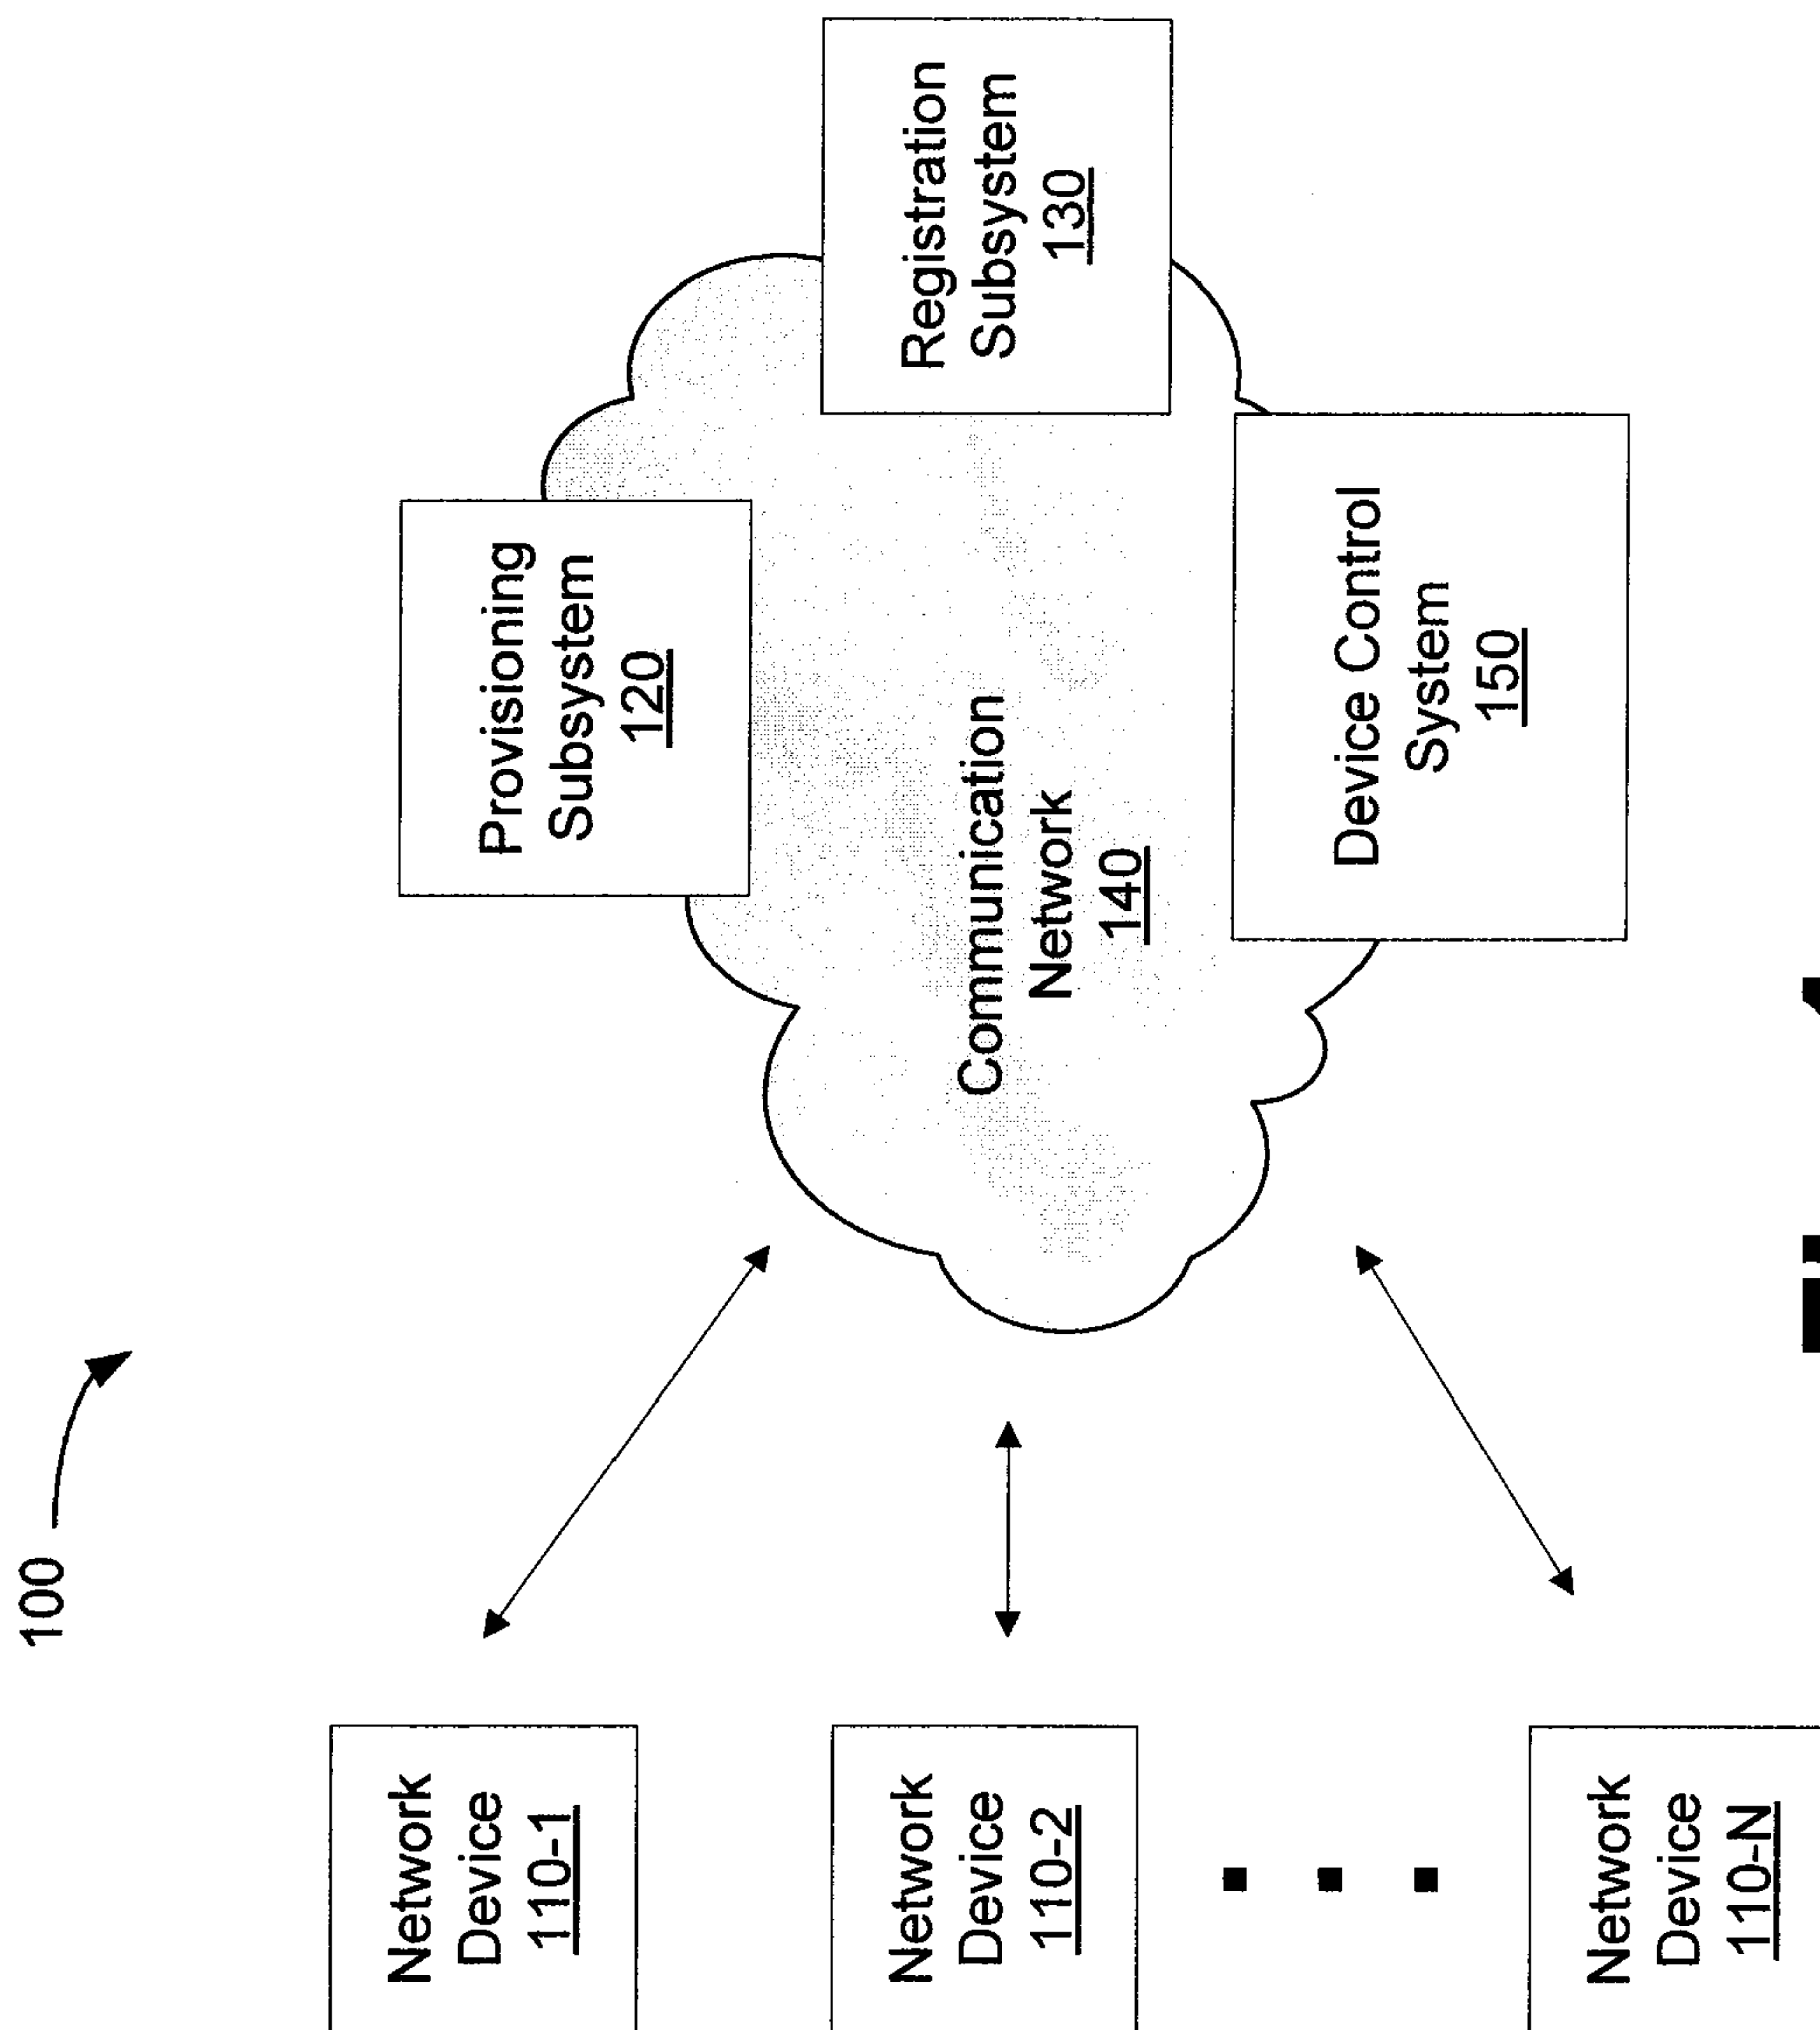 100
Network
Device
110-1
Network
Device
110-2
Network
Device
110-N
Provisioning
Subsystem
120
Communication
Network
140
Registration
Subsystem
130
Device Control
System
150